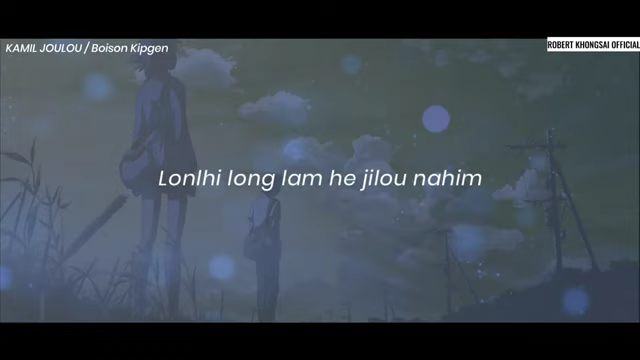 KAMIL JOULOU / Boison Kipgen
ROBERT KHONGSAI OFFICIAL
Lonlhi long lam he jilou nahim